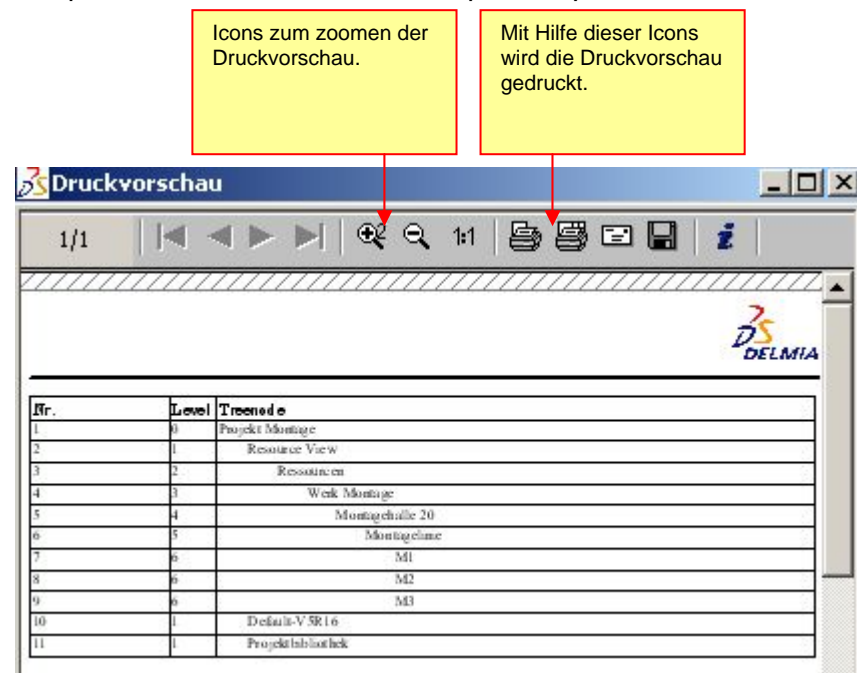 Icons zum zoomen der
Druckvorschau.
Mit Hilfe dieser Icons
wird die Druckvorschau
gedruckt.
DS Druckvorschau
1/1 1:1 i
DS
DELMIA
Nr. Level Treenode
1 0 Projekt Montage
2 1 Resource View
3 2 Ressourcen
4 3 Werk Montage
5 4 Montagehalle 20
6 5 Montagelinie
7 6 M1
8 6 M2
9 6 M3
10 1 Default-V5R16
11 1 Projektbibliothek